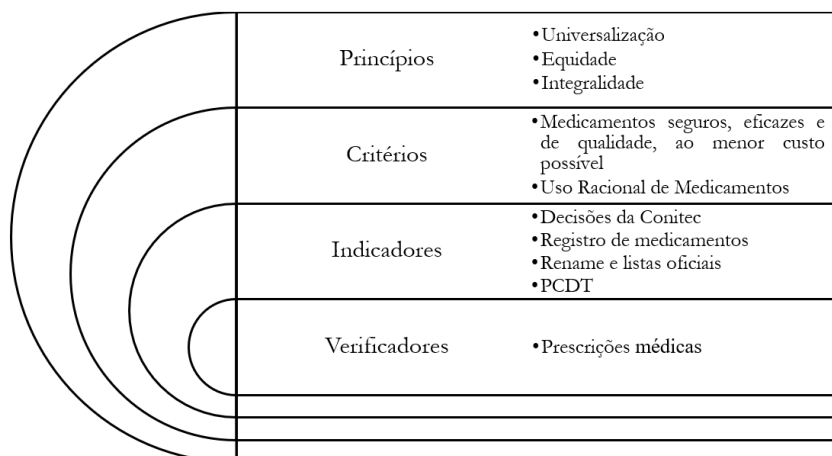 Princípios
•Universalização
•Equidade
•Integralidade
Critérios
•Medicamentos seguros, eficazes e
de qualidade, ao menor custo
possível
•Uso Racional de Medicamentos
Indicadores
•Decisões da Conitec
•Registro de medicamentos
•Rename e listas oficiais
•PCDT
Verificadores
•Prescrições médicas